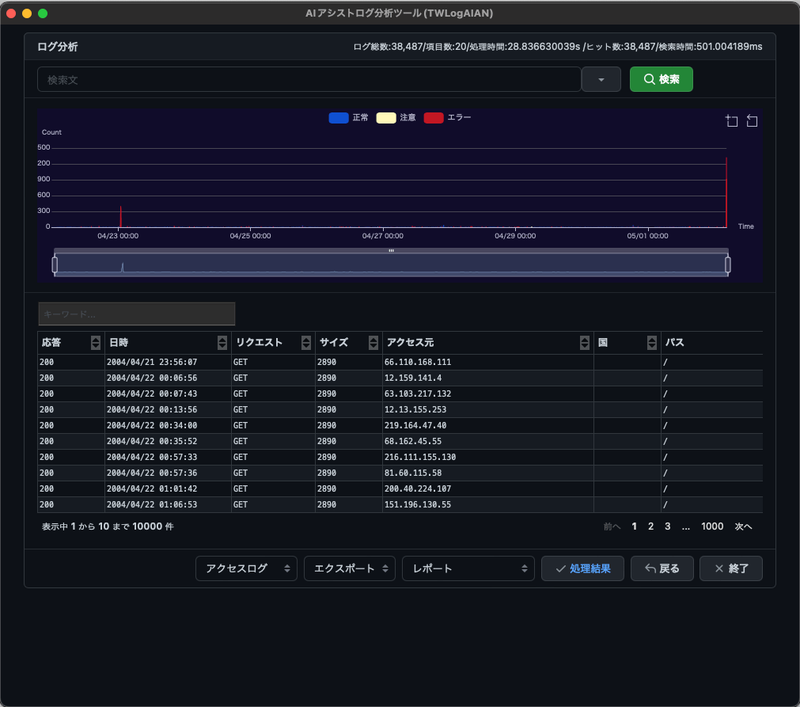 AIアシストログ分析ツール(TWLogAIAN)
ログ分析
ログ総数:38,487/項目数:20/処理時間:28.836630039s /ヒット数:38,487/検索時間:501.004189ms
検索文
検索
正常 注意 エラー
Count
500
200
900
600
300
0
Time
04/23 00:00 04/25 00:00 04/27 00:00 04/29 00:00 05/01 00:00
キーワード...
応答 日時 リクエスト サイズ アクセス元 国 パス
200 2004/04/21 23:56:07 GET 2890 66.110.168.111 /
200 2004/04/22 00:06:56 GET 2890 12.159.141.4 /
200 2004/04/22 00:07:43 GET 2890 63.103.217.132 /
200 2004/04/22 00:13:56 GET 2890 12.13.155.253 /
200 2004/04/22 00:34:00 GET 2890 219.164.47.40 /
200 2004/04/22 00:35:52 GET 2890 68.162.45.55 /
200 2004/04/22 00:57:33 GET 2890 216.111.155.130 /
200 2004/04/22 00:57:36 GET 2890 81.60.115.58 /
200 2004/04/22 01:01:42 GET 2890 200.40.224.107 /
200 2004/04/22 01:06:53 GET 2890 151.196.130.55 /
表示中 1 から 10 まで 10000 件
前へ 1 2 3 ... 1000 次へ
アクセスログ エクスポート レポート 処理結果 戻る 終了